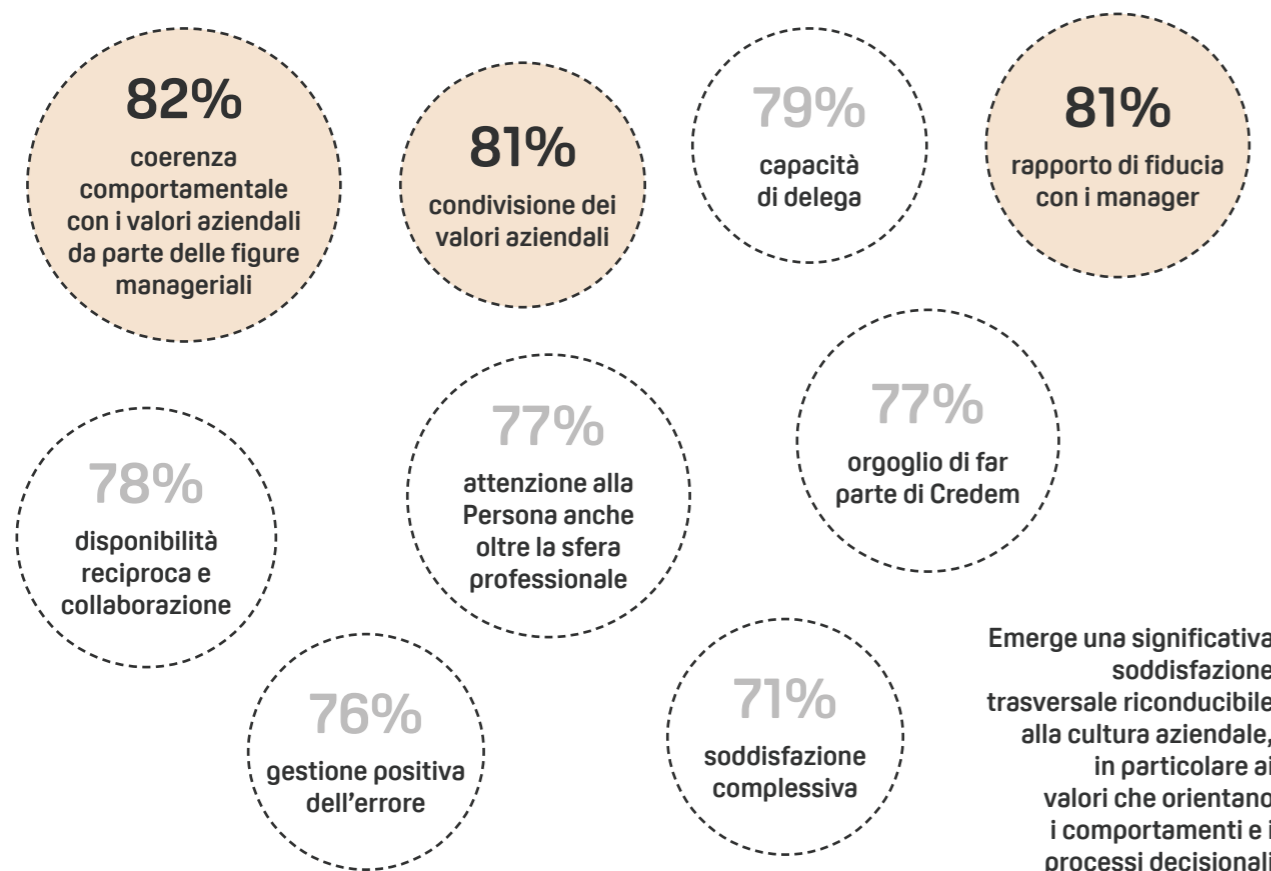 82%
coerenza
comportamentale
con i valori aziendali
da parte delle figure
manageriali
81%
condivisione dei
valori aziendali
79%
capacità
di delega
81%
rapporto di fiducia
con i manager
78%
disponibilità
reciproca e
collaborazione
77%
attenzione alla
Persona anche
oltre la sfera
professionale
77%
orgoglio di far
parte di Credem
76%
gestione positiva
dell'errore
71%
soddisfazione
complessiva
Emerge una significativa
soddisfazione
trasversale riconducibile
alla cultura aziendale,
in particolare ai
valori che orientano
i comportamenti e i
processi decisionali